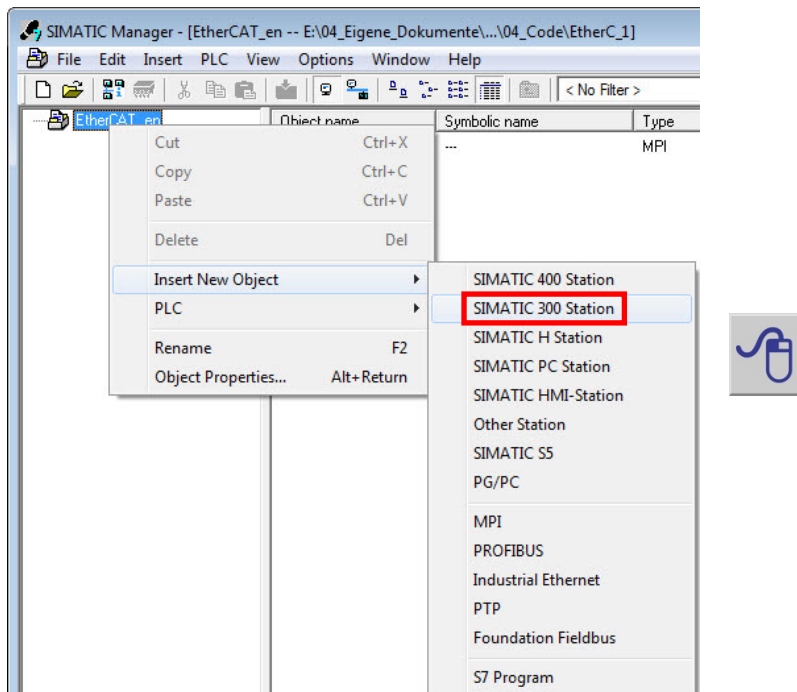 SIMATIC Manager - [EtherCAT_en -- E:\04_Eigene_Dokumente\...\04_Code\EtherC_1]
File Edit Insert PLC View Options Window Help
< No Filter >
EtherCAT_en Object name Symbolic name Type
Cut Ctrl+X --- MPI
Copy Ctrl+C
Paste Ctrl+V
Delete Del
Insert New Object SIMATIC 400 Station
PLC SIMATIC 300 Station
SIMATIC H Station
Rename F2
SIMATIC PC Station
Object Properties... Alt+Return
SIMATIC HMI-Station
Other Station
SIMATIC S5
PG/PC
MPI
PROFIBUS
Industrial Ethernet
PTP
Foundation Fieldbus
S7 Program